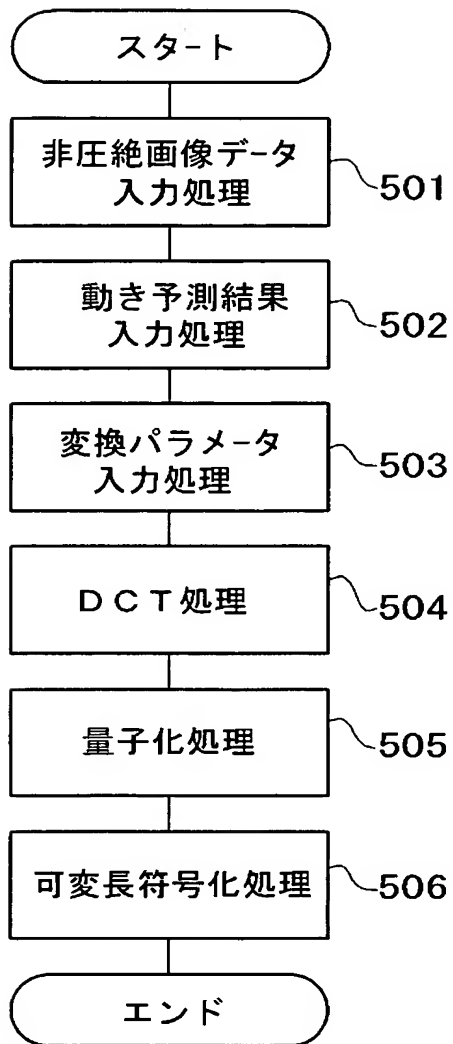 スタート
非圧絶画像データ
入力処理
501
動き予測結果
入力処理
502
変換パラメータ
入力処理
503
DCT処理
504
量子化処理
505
可変長符号化処理
506
エンド